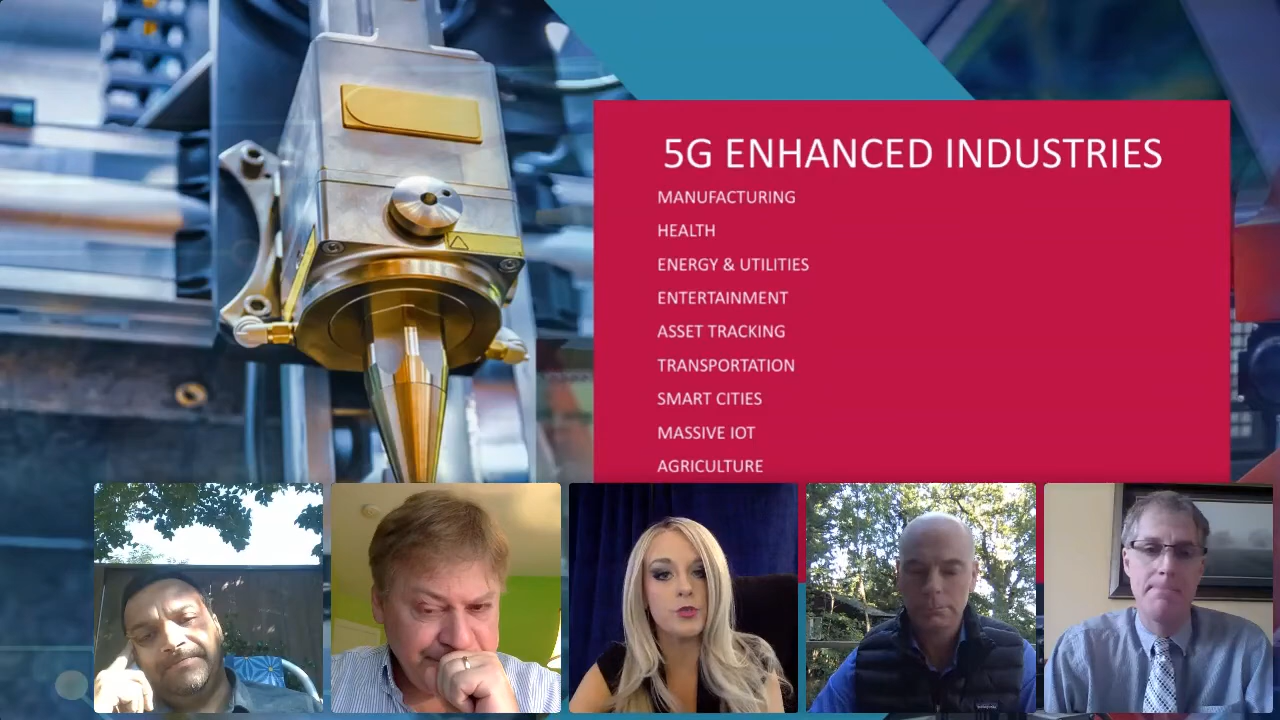 5G ENHANCED INDUSTRIES
MANUFACTURING
HEALTH
ENERGY & UTILITIES
ENTERTAINMENT
ASSET TRACKING
TRANSPORTATION
SMART CITIES
MASSIVE IOT
AGRICULTURE